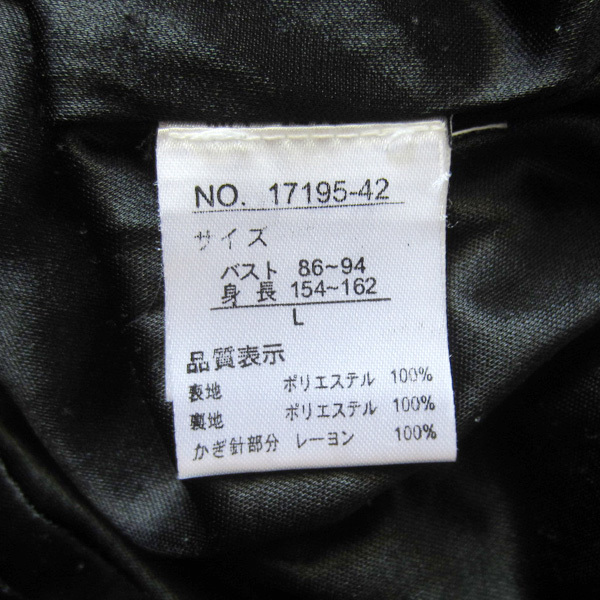 NO. 17195-42
サイズ
バスト 86~94
身長 154~162
L
品質表示
表地 ポリエステル 100%
裏地 ポリエステル 100%
かぎ針部分 レーヨン 100%